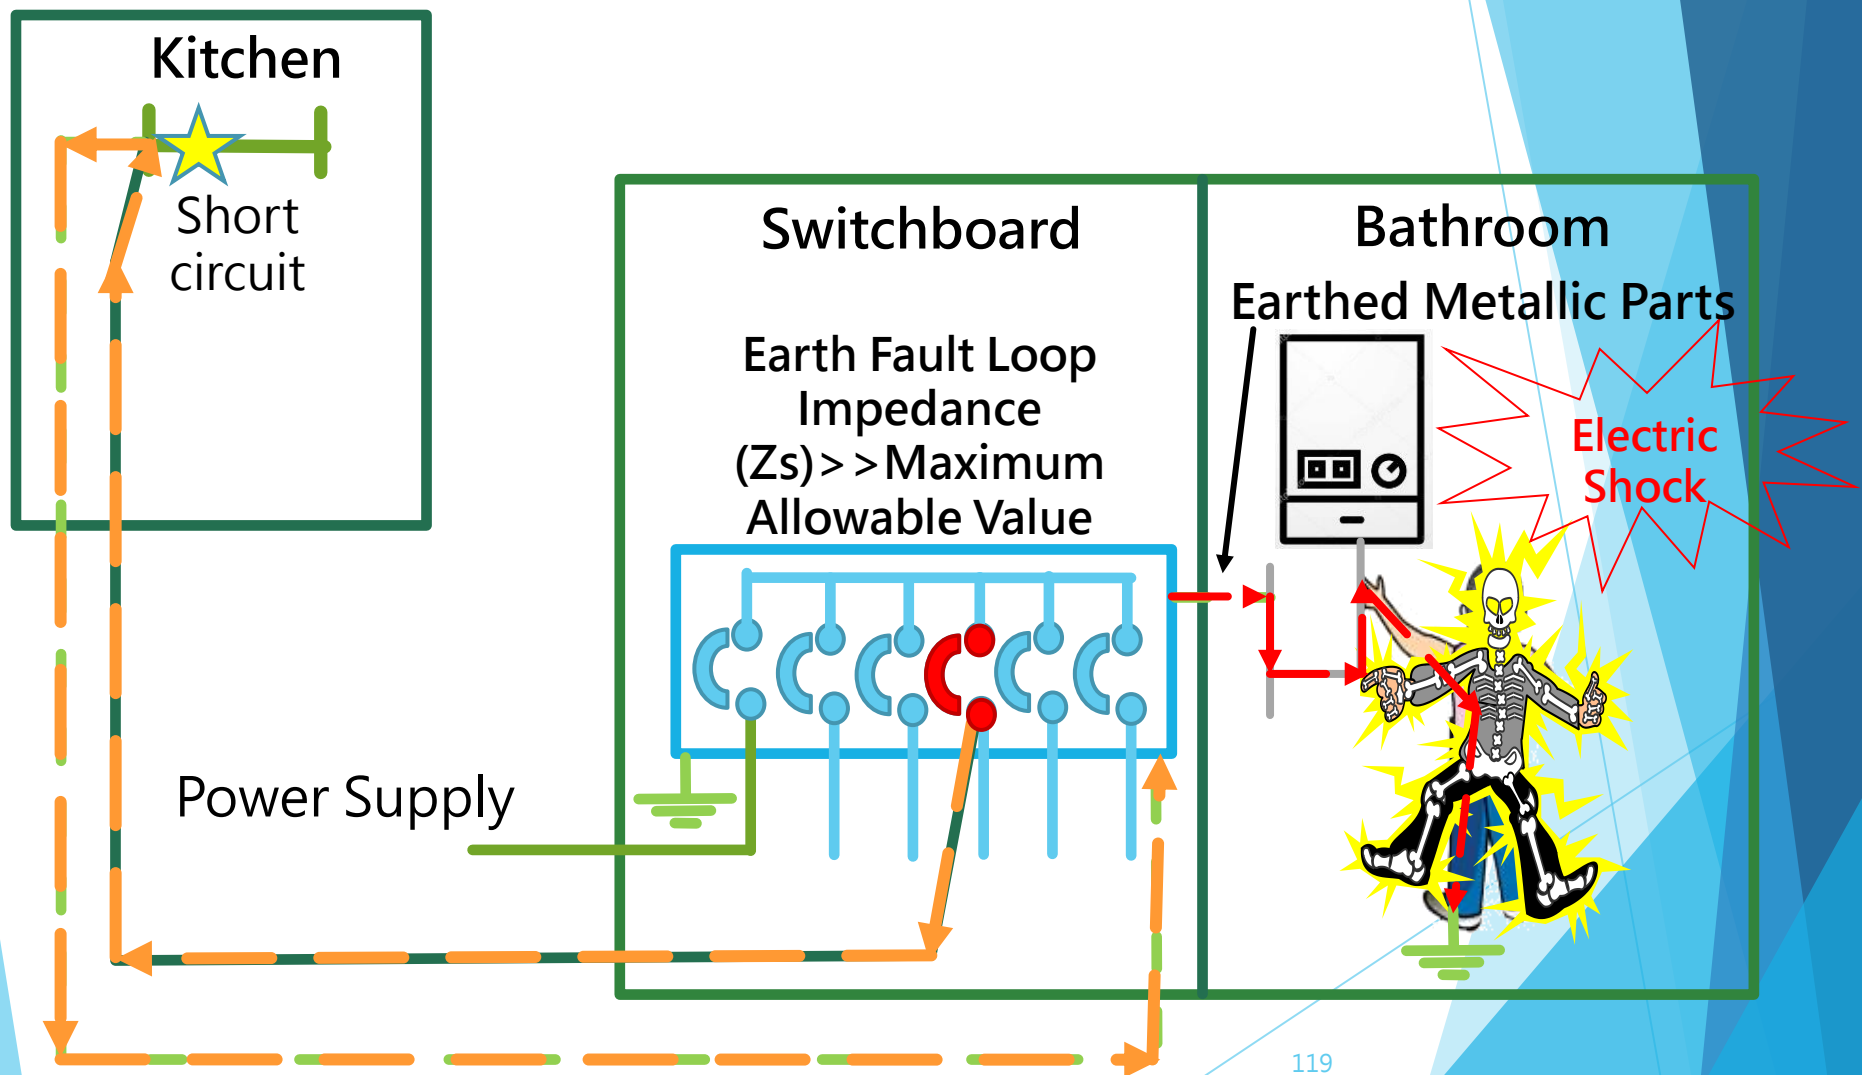 Kitchen
Short
circuit
Switchboard
Earth Fault Loop
Impedance
(Zs)>>Maximum
Allowable Value
Bathroom
Earthed Metallic Parts
Electric
Shock
Power Supply
119